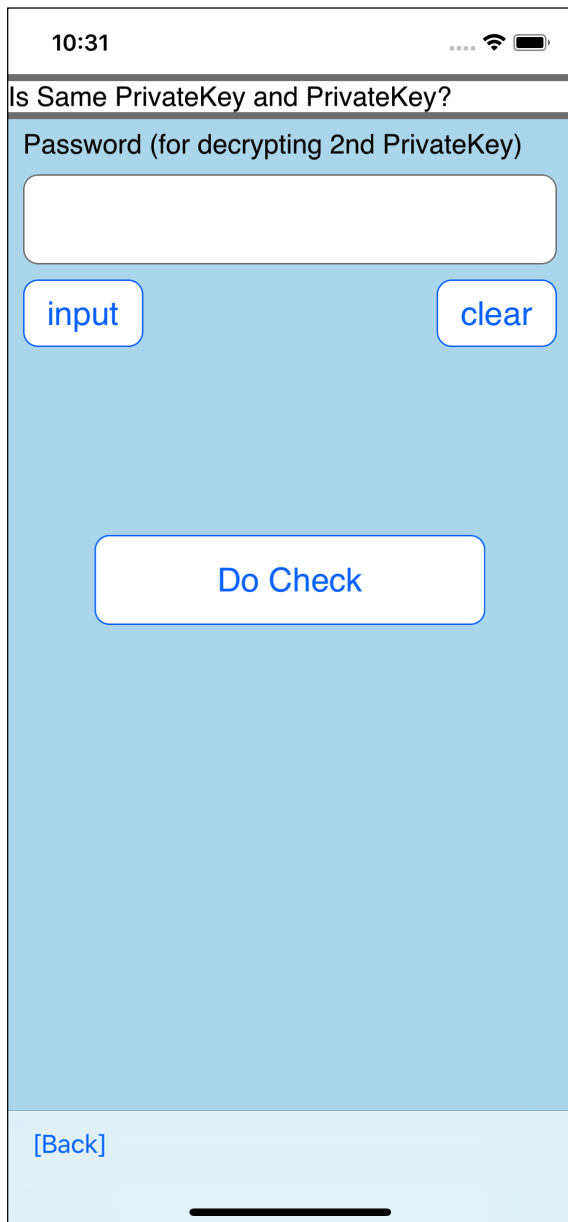 10:31
Is Same PrivateKey and PrivateKey?
Password (for decrypting 2nd PrivateKey)
input clear
Do Check
[Back]